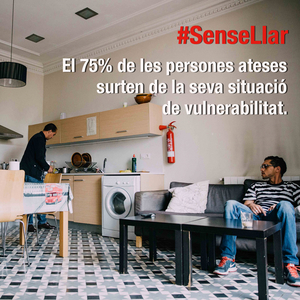 #SenseLlar
El 75% de les persones ateses
surten de la seva situació
de vulnerabilitat.